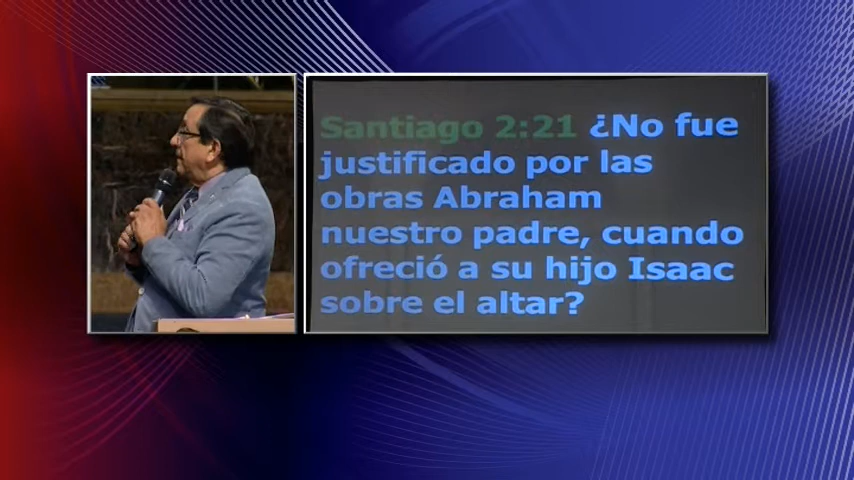 Santiago 2:21 ¿No fue
justificado por las
obras Abraham
nuestro padre, cuando
ofreció a su hijo Isaac
sobre el altar?